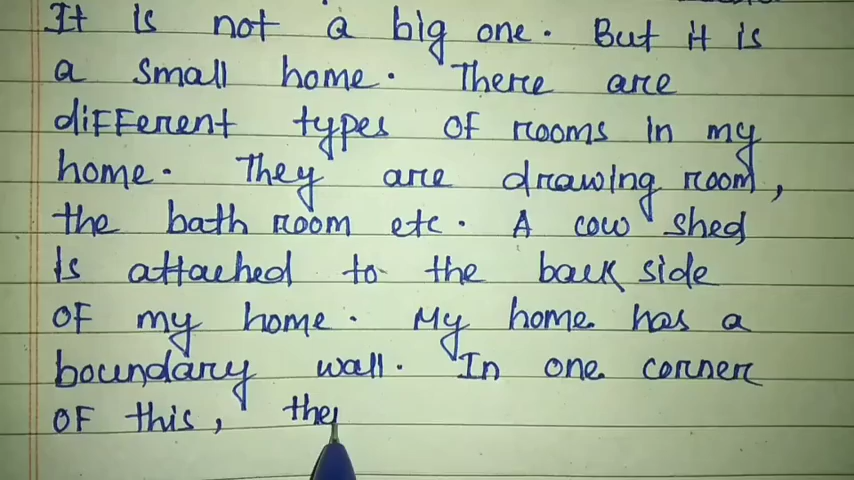 It is not a big one. But it is
a small home. There are
different types of rooms in my
home. They are drawing room,
the bath room etc. A cow shed
is attached to the back side
of my home. My home has a
boundary wall. In one corner
of this, the